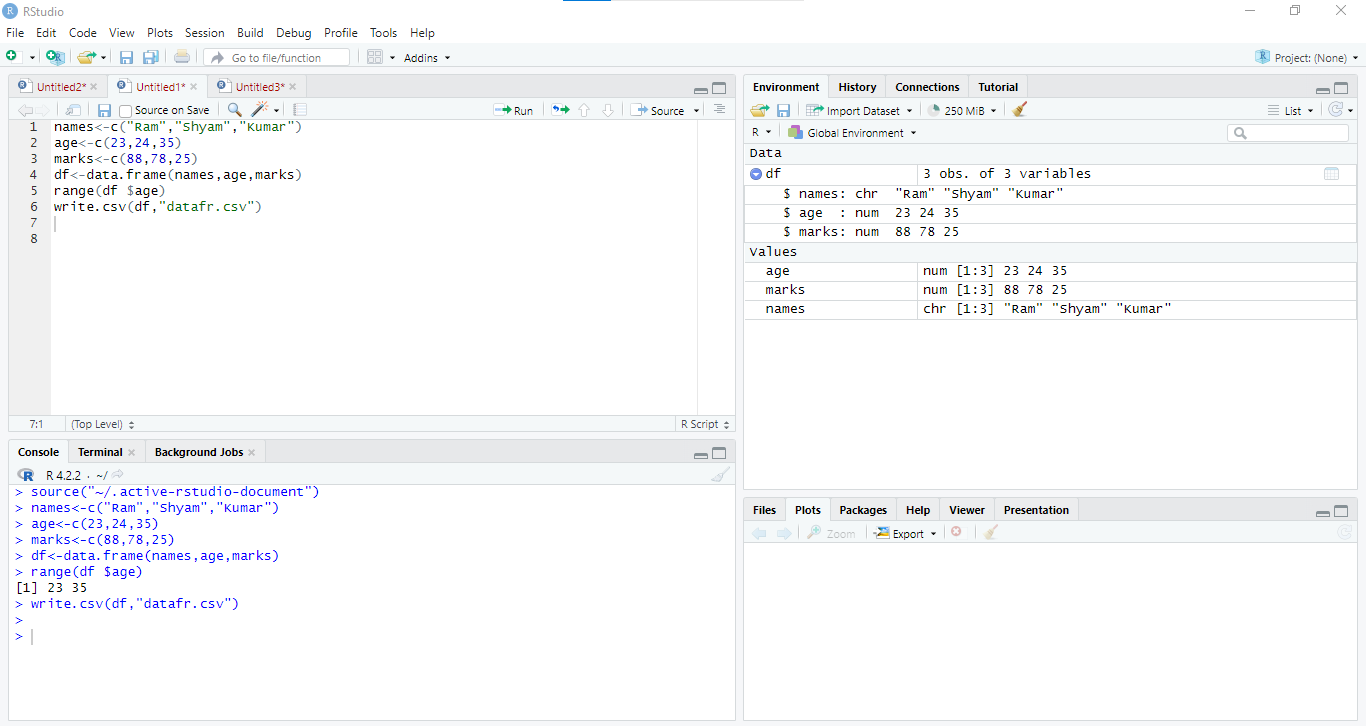 RStudio
File Edit Code View Plots Session Build Debug Profile Tools Help
Go to file/function Addins Project: (None)
Untitled2* Untitled1* Untitled3*
Source on Save Run Source
1 names<-c("Ram","Shyam","Kumar")
2 age<-c(23,24,35)
3 marks<-c(88,78,25)
4 df<-data.frame(names,age,marks)
5 range(df $age)
6 write.csv(df,"datafr.csv")
7
8
7:1 (Top Level) R Script
Console Terminal Background Jobs
R 4.2.2 · ~/
> source("~/.active-rstudio-document")
> names<-c("Ram","Shyam","Kumar")
> age<-c(23,24,35)
> marks<-c(88,78,25)
> df<-data.frame(names,age,marks)
> range(df $age)
[1] 23 35
> write.csv(df,"datafr.csv")
>
>
Environment History Connections Tutorial
Import Dataset 250 MiB List
R Global Environment
Data
df 3 obs. of 3 variables
$ names: chr "Ram" "Shyam" "Kumar"
$ age : num 23 24 35
$ marks: num 88 78 25
Values
age num [1:3] 23 24 35
marks num [1:3] 88 78 25
names chr [1:3] "Ram" "Shyam" "Kumar"
Files Plots Packages Help Viewer Presentation
Zoom Export